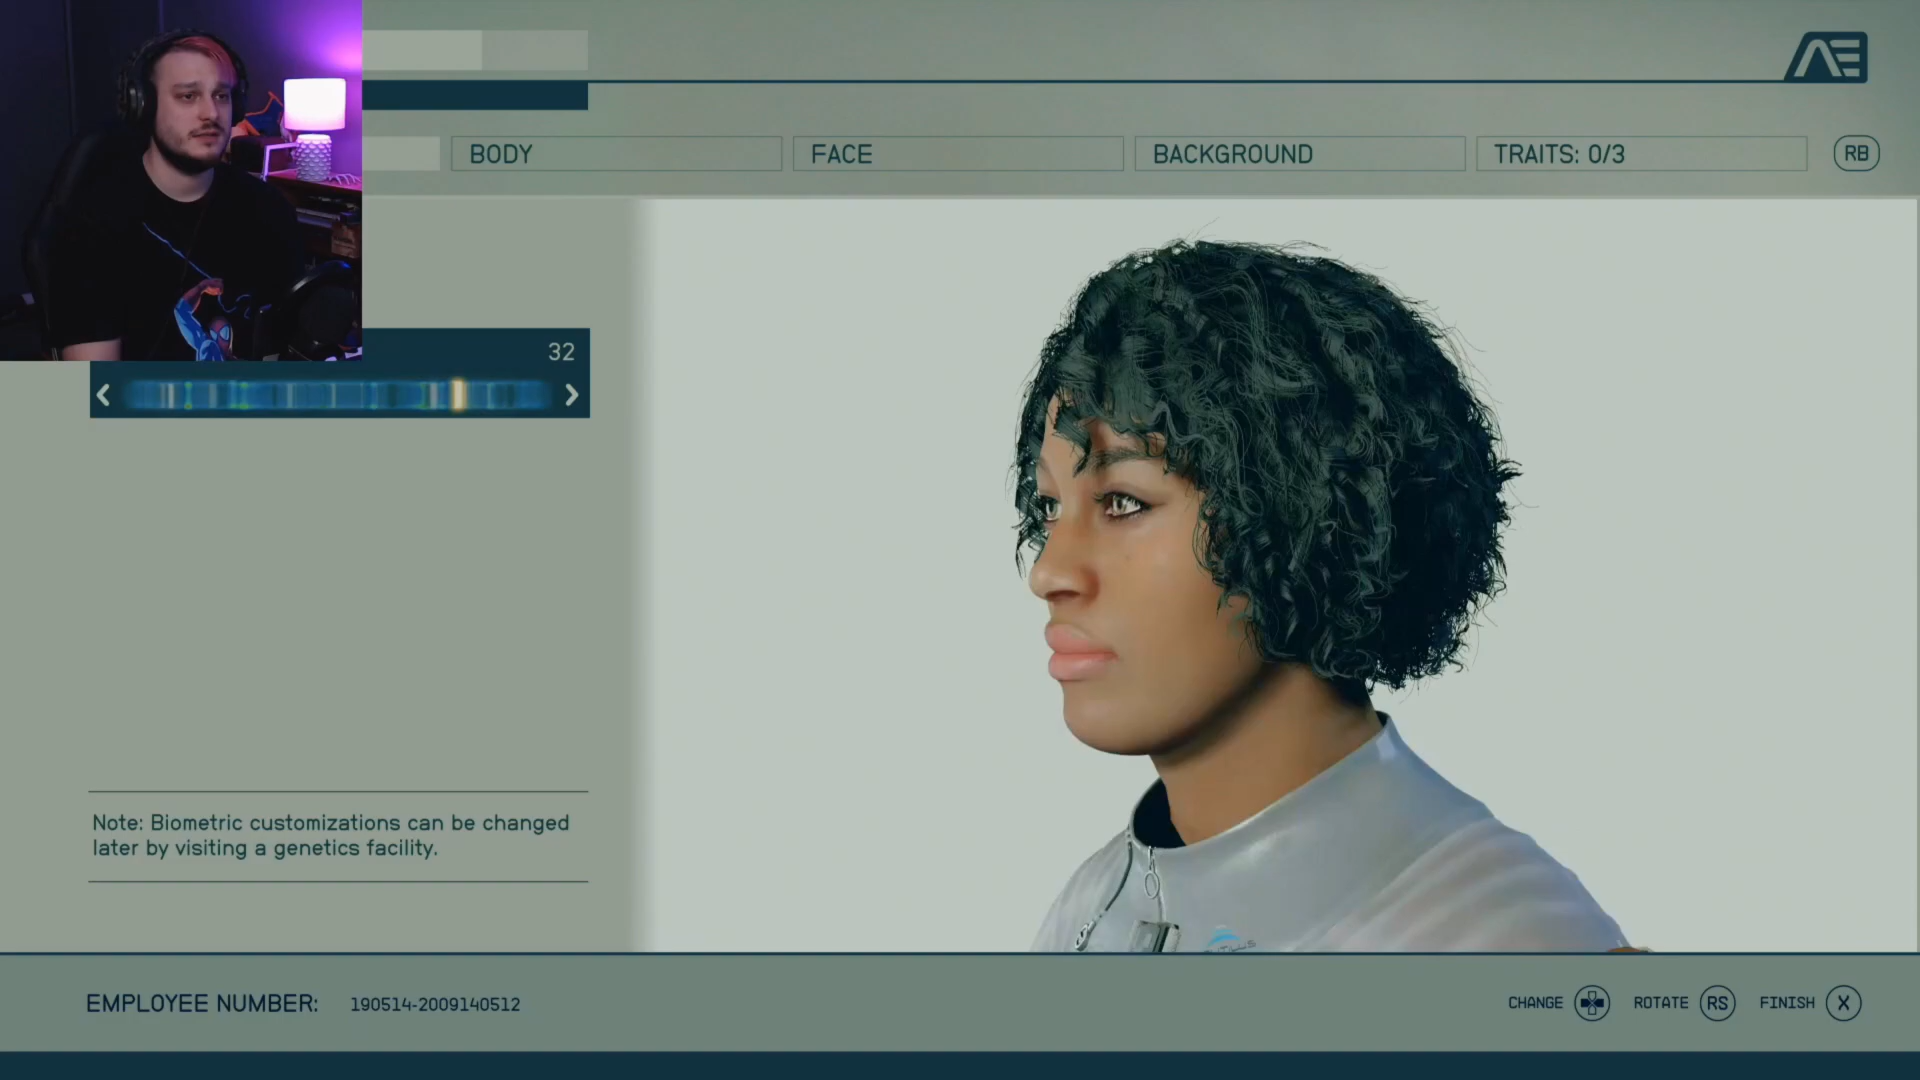 BODY
FACE
BACKGROUND
TRAITS: 0/3
RB
32
Note: Biometric customizations can be changed
later by visiting a genetics facility.
EMPLOYEE NUMBER: 190514-2009140512
CHANGE
ROTATE RS
FINISH X